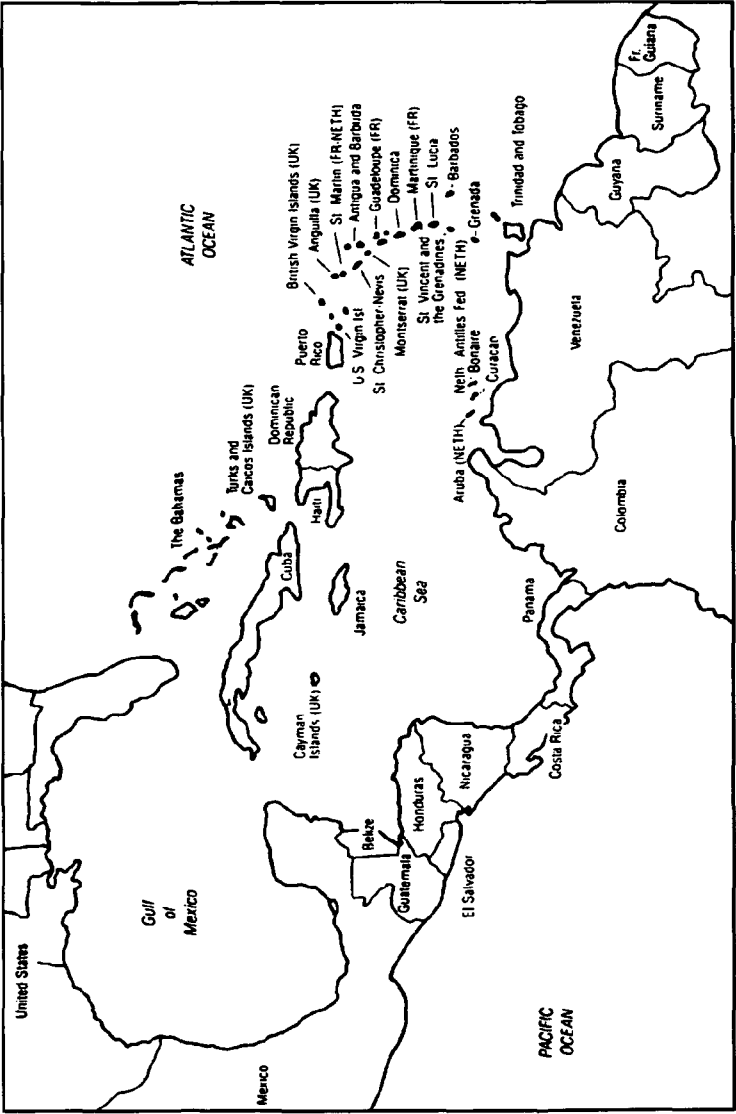 United States
Gulf
of
Mexico
Mexico
ATLANTIC
OCEAN
The Bahamas
Turks and
Caicos Islands (UK)
Cuba
Cayman
Islands (UK)
Jamaica
Haiti
Dominican
Republic
Puerto
Rico
US Virgin Isl
British Virgin Islands (UK)
Anguilla (UK)
St Martin (FR-NETH)
Antigua and Barbuda
Guadeloupe (FR)
Dominica
Martinique (FR)
St Lucia
Barbados
St Christopher-Nevis
Montserrat (UK)
St Vincent and
the Grenadines
Grenada
Trinidad and Tobago
Neth Antilles Fed (NETH)
Bonaire
Curacao
Aruba (NETH)
Caribbean
Sea
Belize
Guatemala
Honduras
El Salvador
Nicaragua
Costa Rica
Panama
Colombia
Venezuela
Guyana
Suriname
Fr.
Guiana
PACIFIC
OCEAN